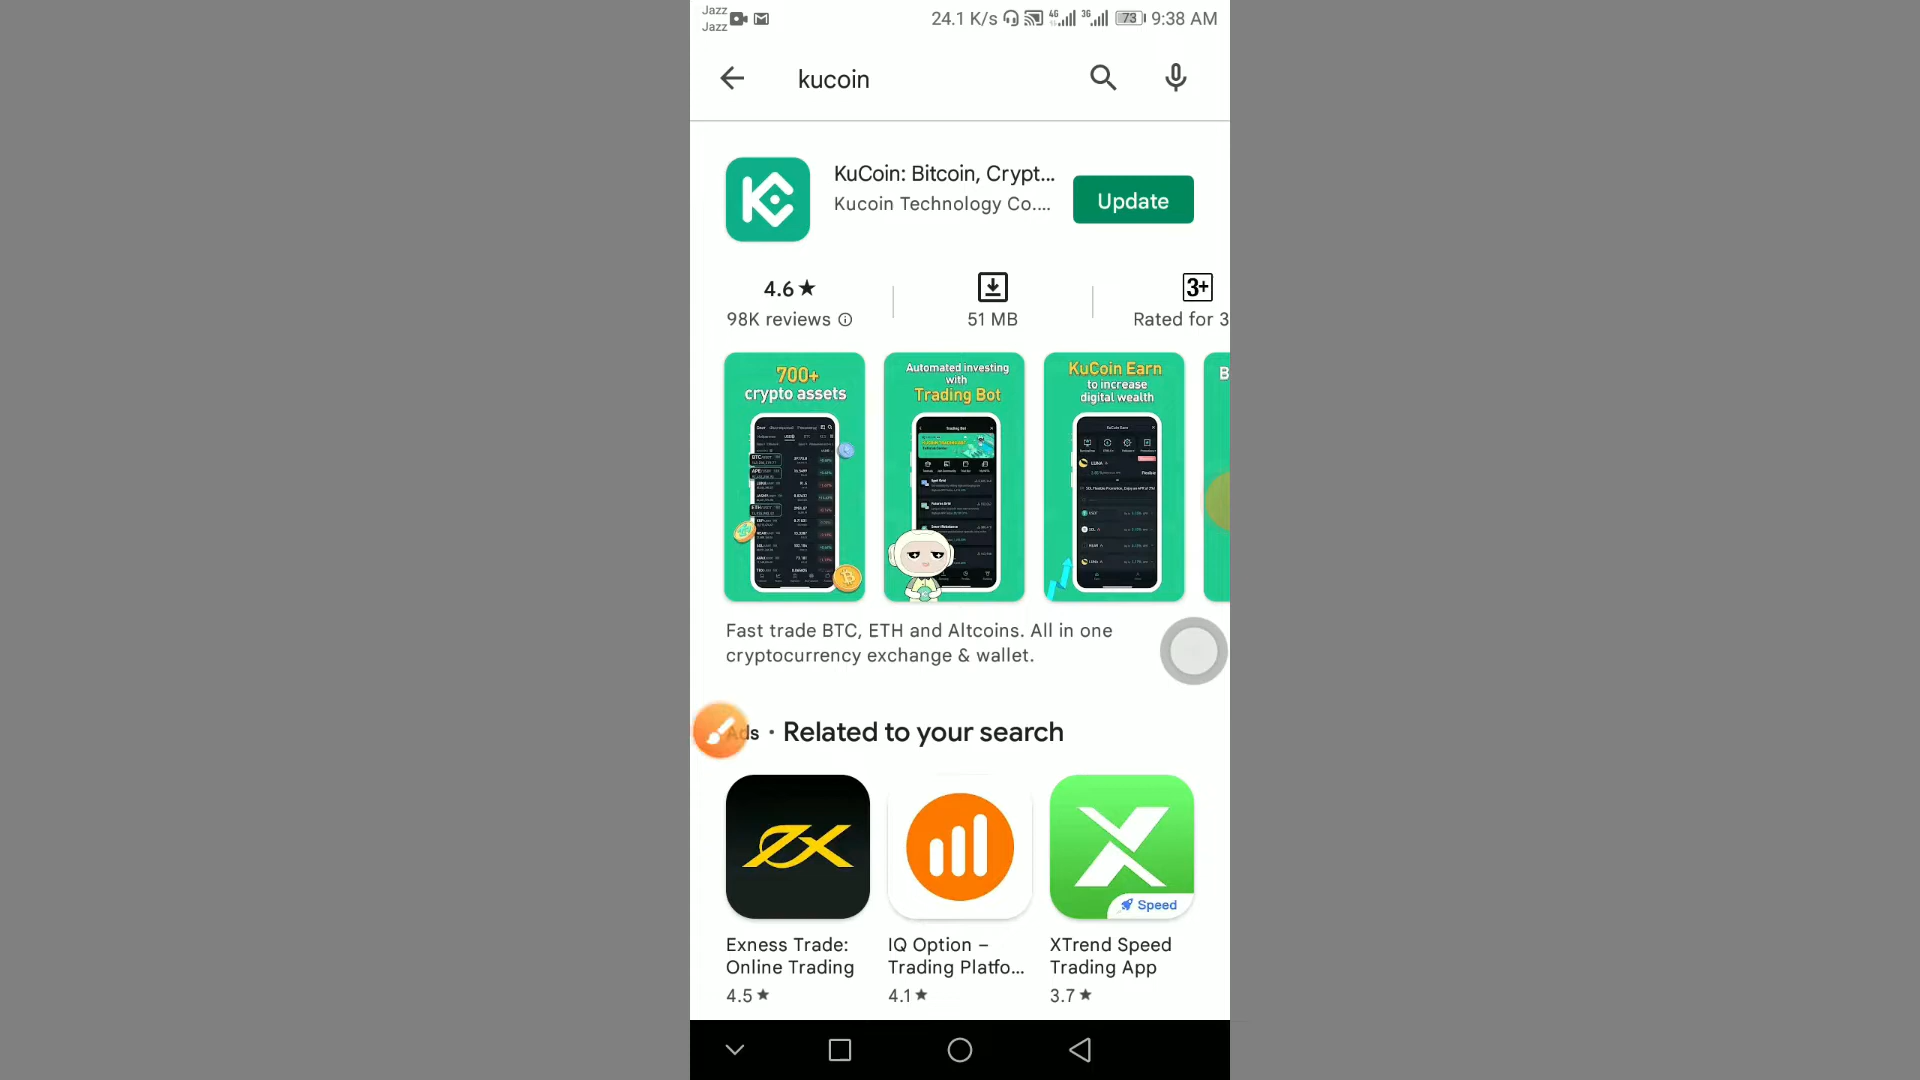 Jazz
Jazz
24.1 K/s 4G 3G 73 9:38 AM
kucoin
KuCoin: Bitcoin, Crypt...
Kucoin Technology Co....
Update
4.6★
98K reviews
51 MB
3+
Rated for 3
700+
crypto assets
Automated investing
with
Trading Bot
KuCoin Earn
to increase
digital wealth
B
Fast trade BTC, ETH and Altcoins. All in one
cryptocurrency exchange & wallet.
Ads • Related to your search
Speed
Exness Trade:
Online Trading
4.5★
IQ Option –
Trading Platfo...
4.1★
XTrend Speed
Trading App
3.7★